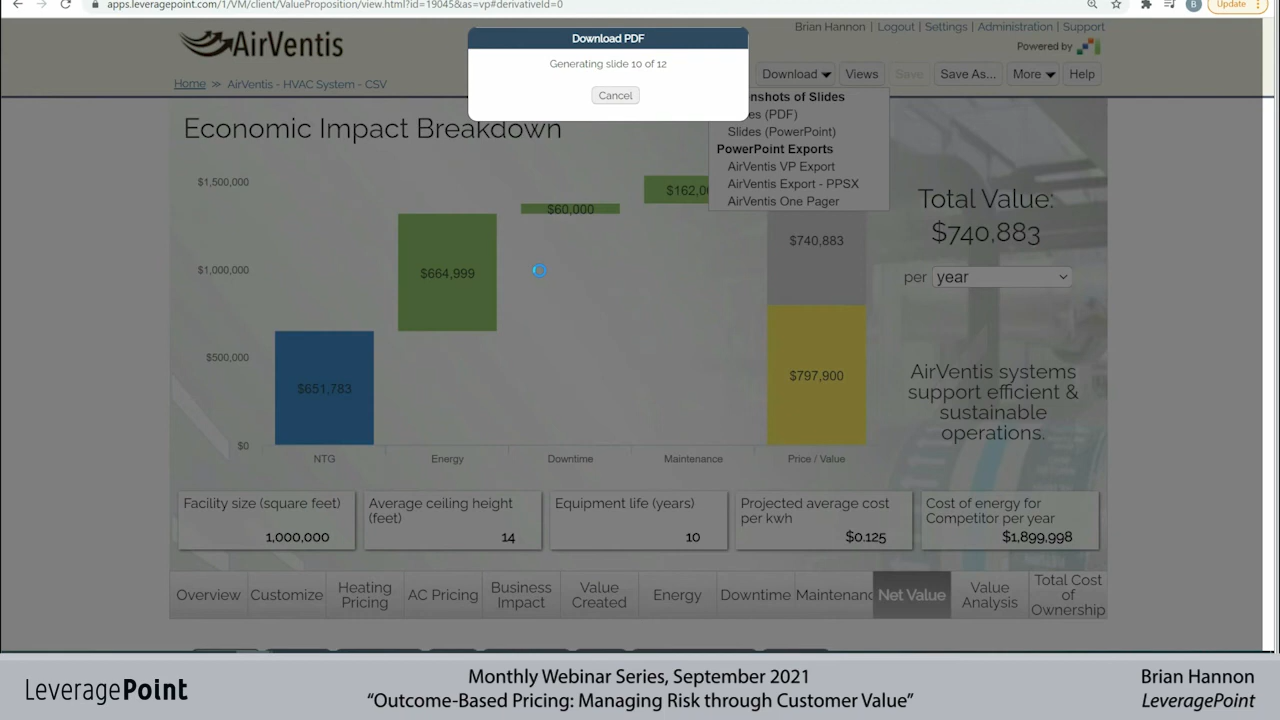 apps.leveragepoint.com/1/VM/client/ValueProposition/view.html?id=19045&as=vp#derivativeId=0
B
Update
AirVentis
Brian Hannon | Logout | Settings | Administration | Support
Powered by
Home >> AirVentis - HVAC System - CSV
Download PDF
Generating slide 10 of 12
Cancel
Download
Views
Save
Save As...
More
Help
nshots of Slides
es (PDF)
Slides (PowerPoint)
PowerPoint Exports
AirVentis VP Export
AirVentis Export - PPSX
AirVentis One Pager
Economic Impact Breakdown
$1,500,000
$1,000,000
$500,000
$0
$651,783
$664,999
$60,000
$162,0
$740,883
$797,900
NTG
Energy
Downtime
Maintenance
Price / Value
Total Value:
$740,883
per year
AirVentis systems
support efficient &
sustainable
operations.
Facility size (square feet)
1,000,000
Average ceiling height
(feet)
14
Equipment life (years)
10
Projected average cost
per kwh
$0.125
Cost of energy for
Competitor per year
$1,899,998
Overview
Customize
Heating
Pricing
AC Pricing
Business
Impact
Value
Created
Energy
Downtime
Maintenanc
Net Value
Value
Analysis
Total Cost
of
Ownership
LeveragePoint
Monthly Webinar Series, September 2021
“Outcome-Based Pricing: Managing Risk through Customer Value”
Brian Hannon
LeveragePoint